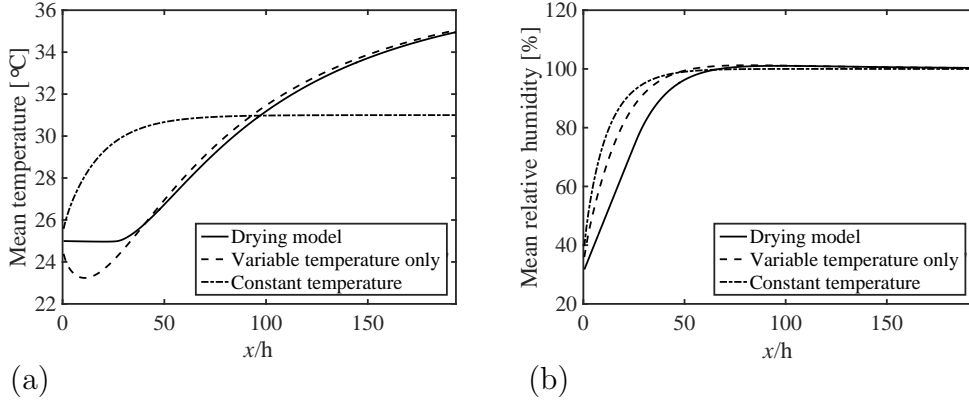 Mean temperature [℃]
36
34
32
30
28
26
24
22
0
50
100
150
x/h
Drying model
Variable temperature only
Constant temperature
(a)
Mean relative humidity [%]
120
100
80
60
40
20
0
50
100
150
x/h
Drying model
Variable temperature only
Constant temperature
(b)